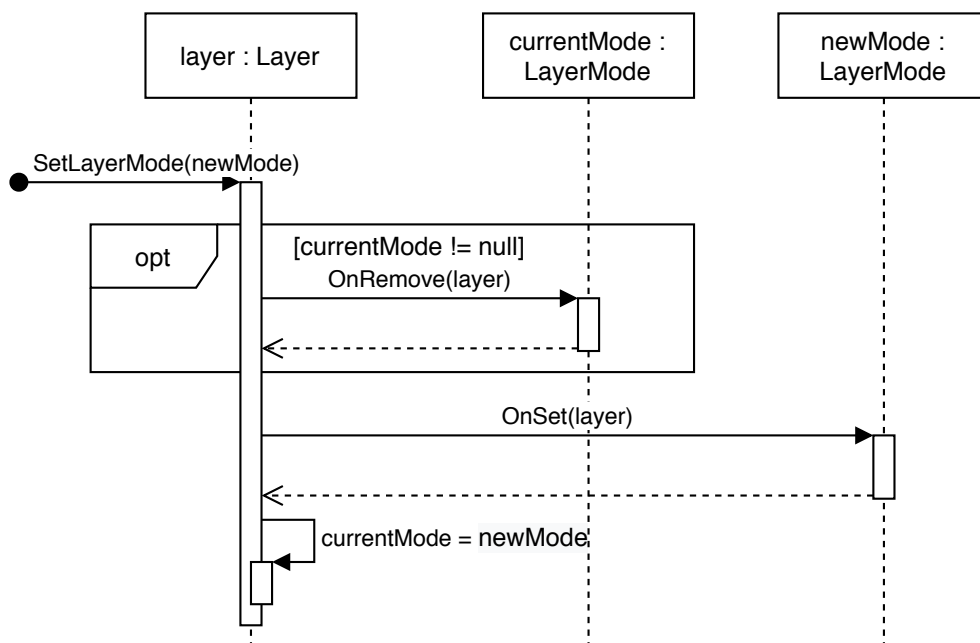 layer : Layer
currentMode :
LayerMode
newMode :
LayerMode
SetLayerMode(newMode)
opt
[currentMode != null]
OnRemove(layer)
OnSet(layer)
currentMode = newMode